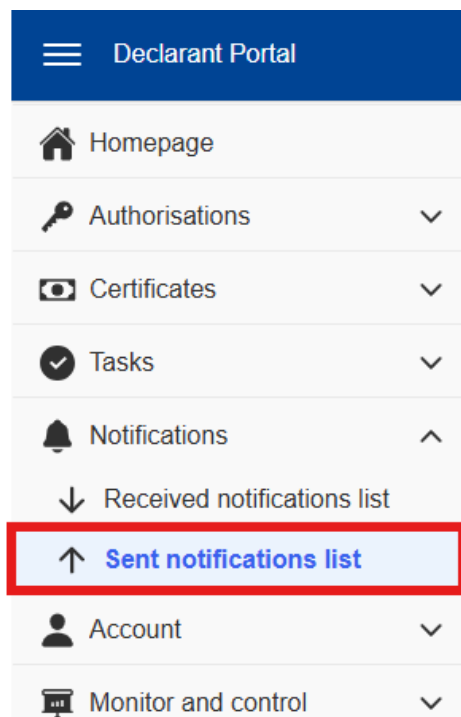 Declarant Portal
Homepage
Authorisations
Certificates
Tasks
Notifications
Received notifications list
Sent notifications list
Account
Monitor and control